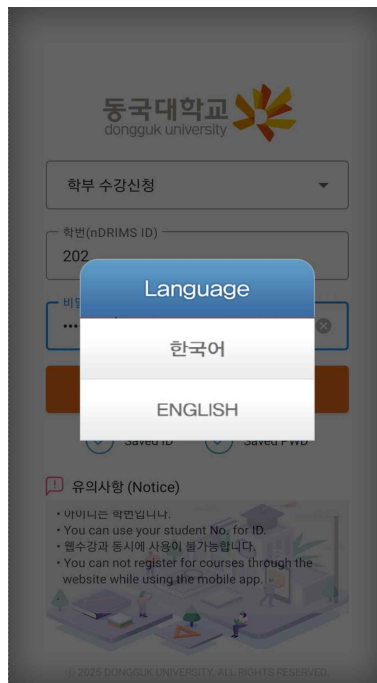 동국대학교
dongguk university
학부 수강신청
학번(nDRIMS ID)
202
Language
한국어
ENGLISH
Saved ID
Saved PWD
유의사항 (Notice)
• 아이디는 학번입니다.
• You can use your student No. for ID.
• 웹수강과 동시에 사용이 불가능합니다.
• You can not register for courses through the
website while using the mobile app.
© 2025 DONGGUK UNIVERSITY. ALL RIGHTS RESERVED.